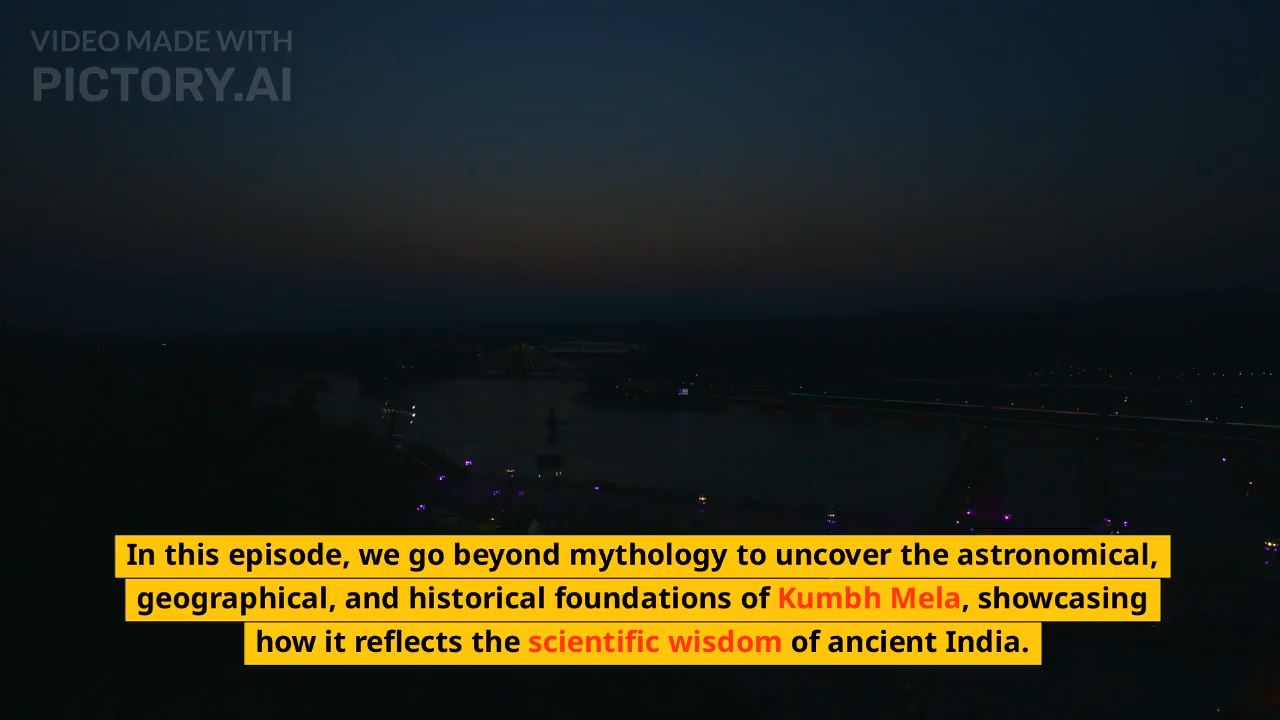 VIDEO MADE WITH
PICTORY.AI
In this episode, we go beyond mythology to uncover the astronomical,
geographical, and historical foundations of Kumbh Mela, showcasing
how it reflects the scientific wisdom of ancient India.